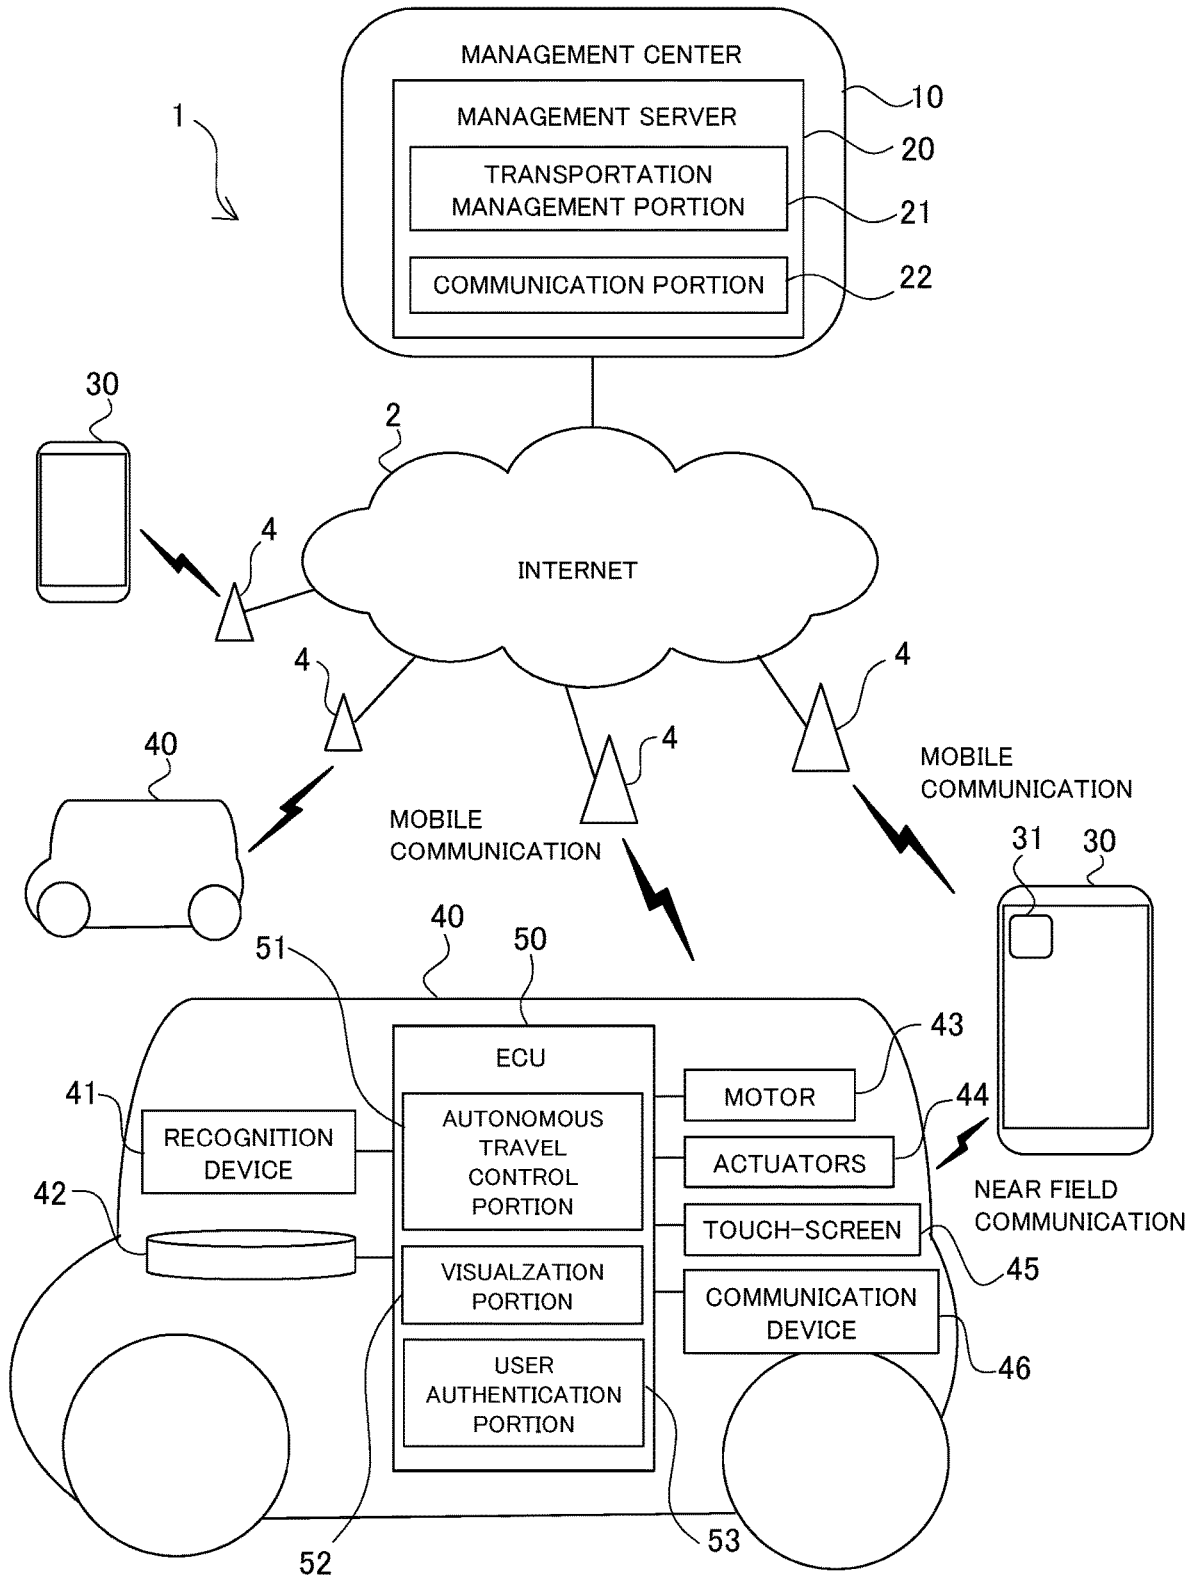 MANAGEMENT CENTER
10
1
MANAGEMENT SERVER
20
TRANSPORTATION
MANAGEMENT PORTION
21
COMMUNICATION PORTION
22
30
2
4
INTERNET
4
4
4
40
MOBILE
COMMUNICATION
MOBILE
COMMUNICATION
31
30
40
50
51
ECU
43
MOTOR
41
RECOGNITION
DEVICE
AUTONOMOUS
TRAVEL
CONTROL
PORTION
44
ACTUATORS
42
TOUCH-SCREEN
45
NEAR FIELD
COMMUNICATION
VISUALZATION
PORTION
COMMUNICATION
DEVICE
46
USER
AUTHENTICATION
PORTION
52
53